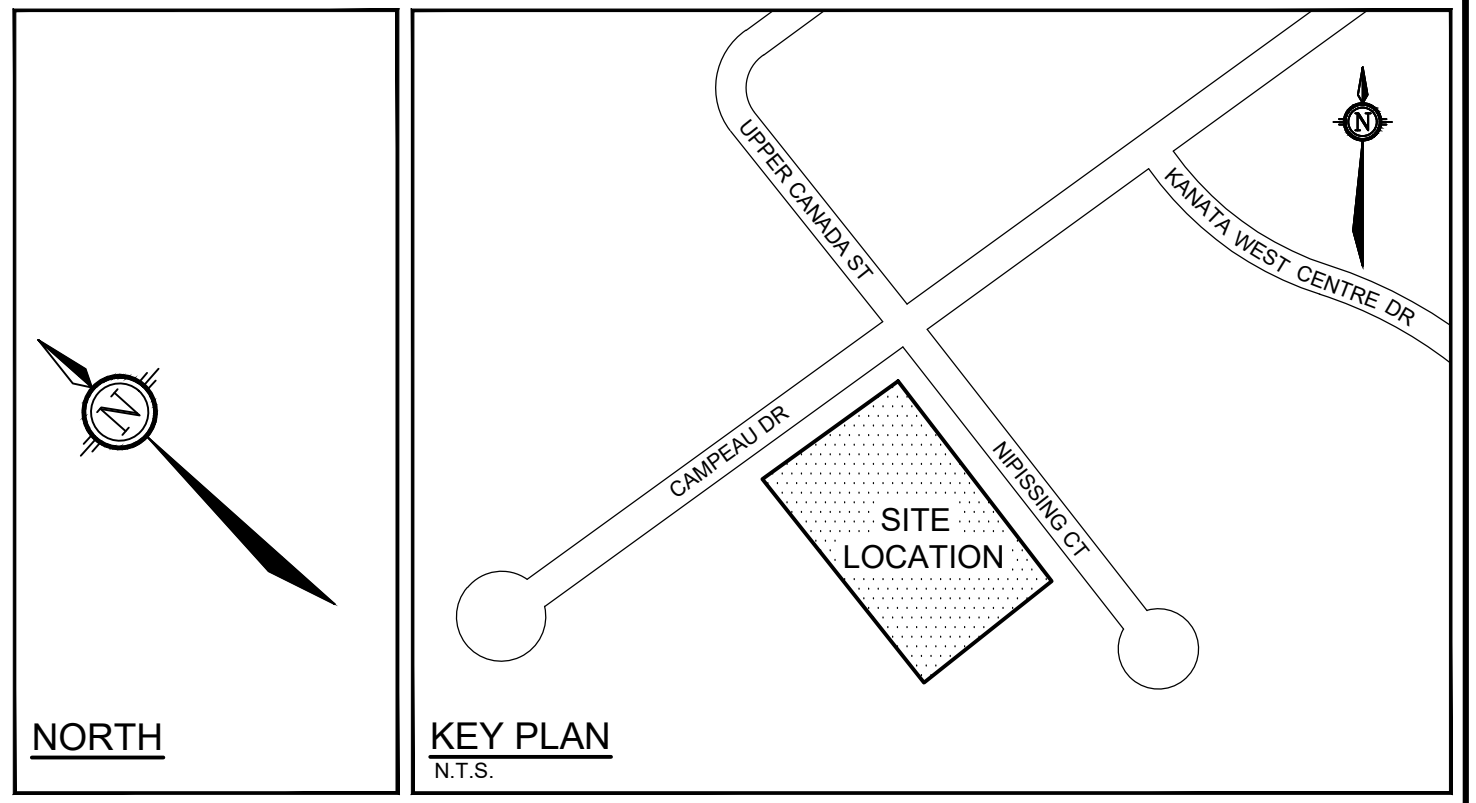 N
NORTH
UPPER CANADA ST
N
KANATA WEST CENTRE DR
CAMPEAU DR
NIPISSING CT
SITE
LOCATION
KEY PLAN
N.T.S.